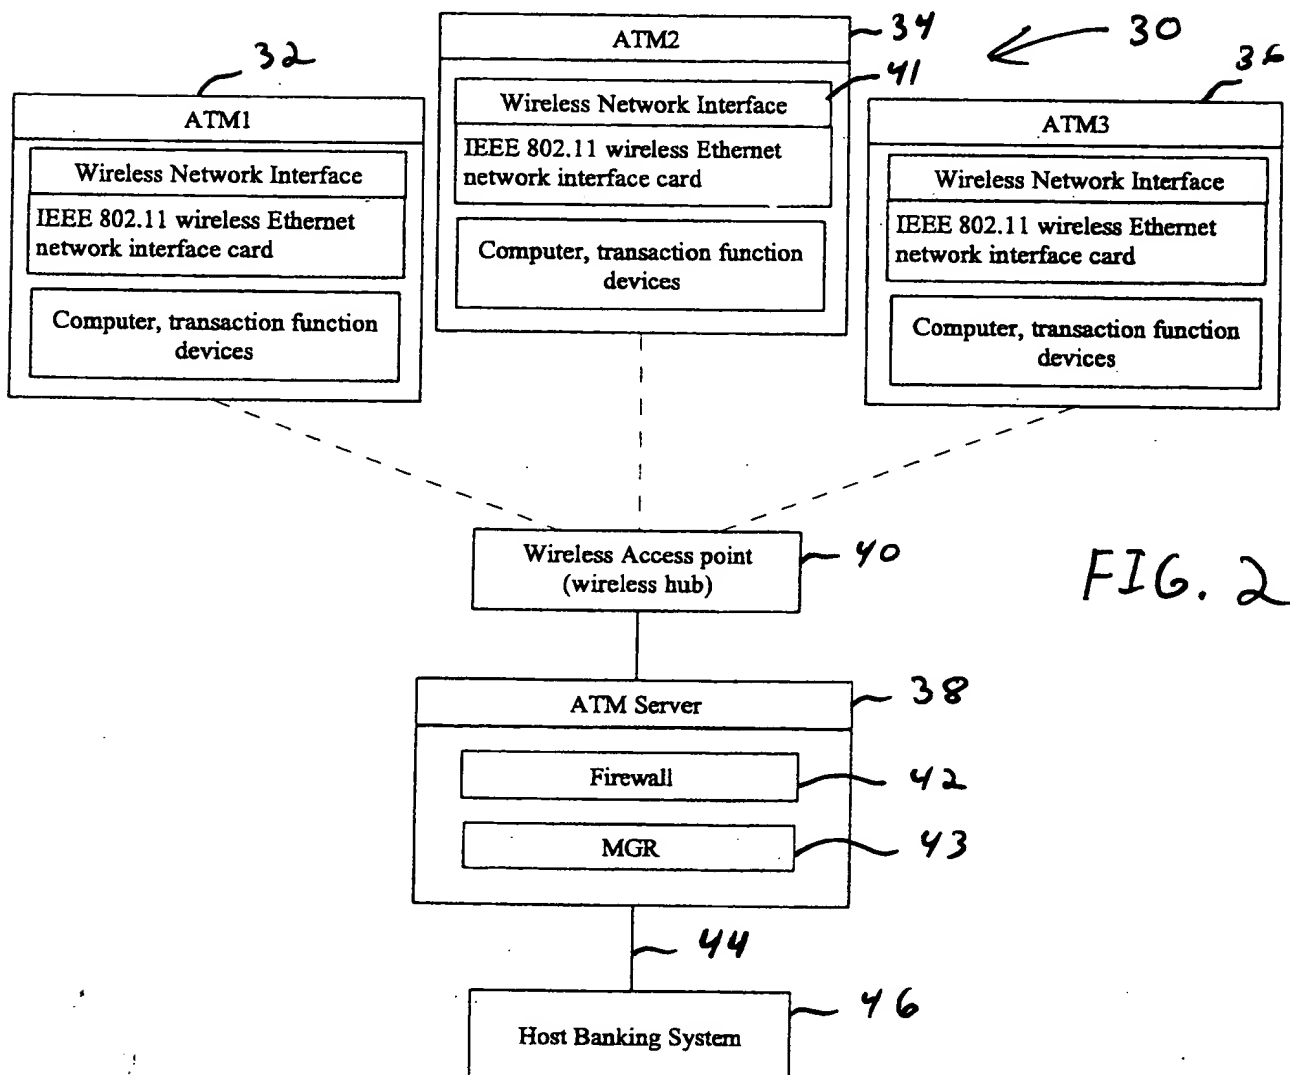 32
ATM1
Wireless Network Interface
IEEE 802.11 wireless Ethernet
network interface card
Computer, transaction function
devices
34
ATM2
41
Wireless Network Interface
IEEE 802.11 wireless Ethernet
network interface card
Computer, transaction function
devices
30
36
ATM3
Wireless Network Interface
IEEE 802.11 wireless Ethernet
network interface card
Computer, transaction function
devices
Wireless Access point
(wireless hub)
40
FIG. 2
ATM Server
38
Firewall
42
MGR
43
44
Host Banking System
46